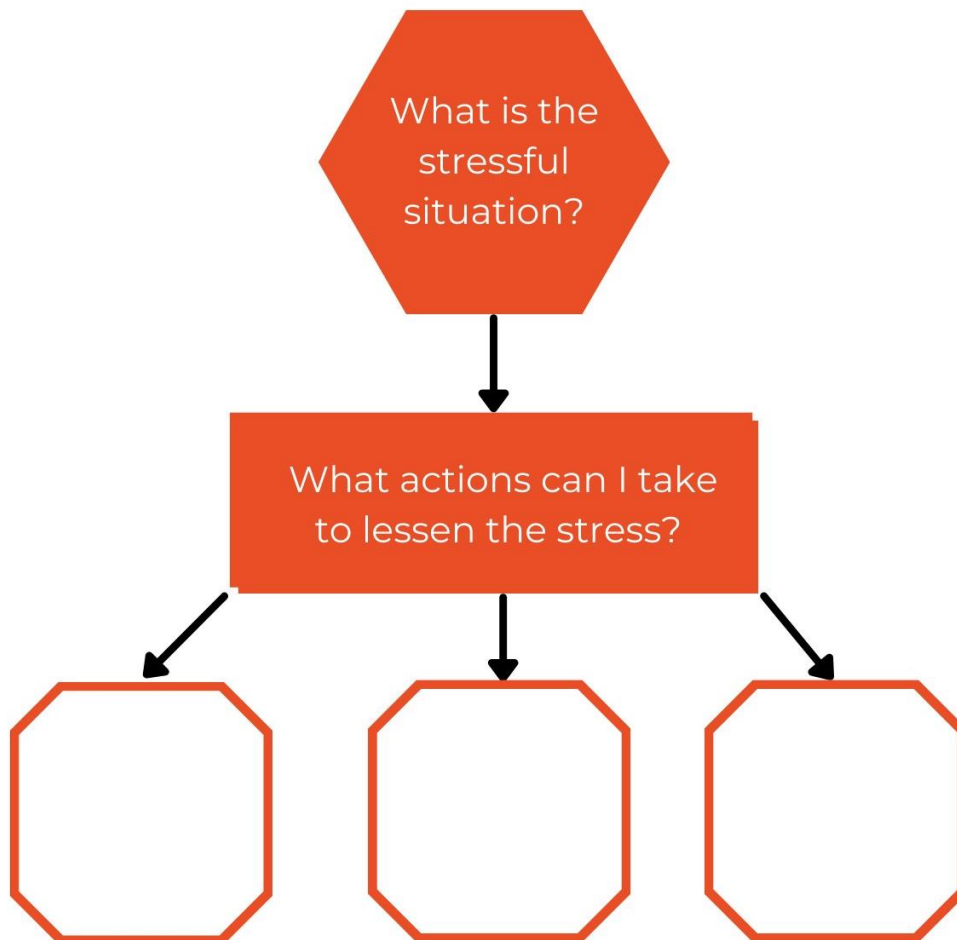 What is the
stressful
situation?
What actions can I take
to lessen the stress?